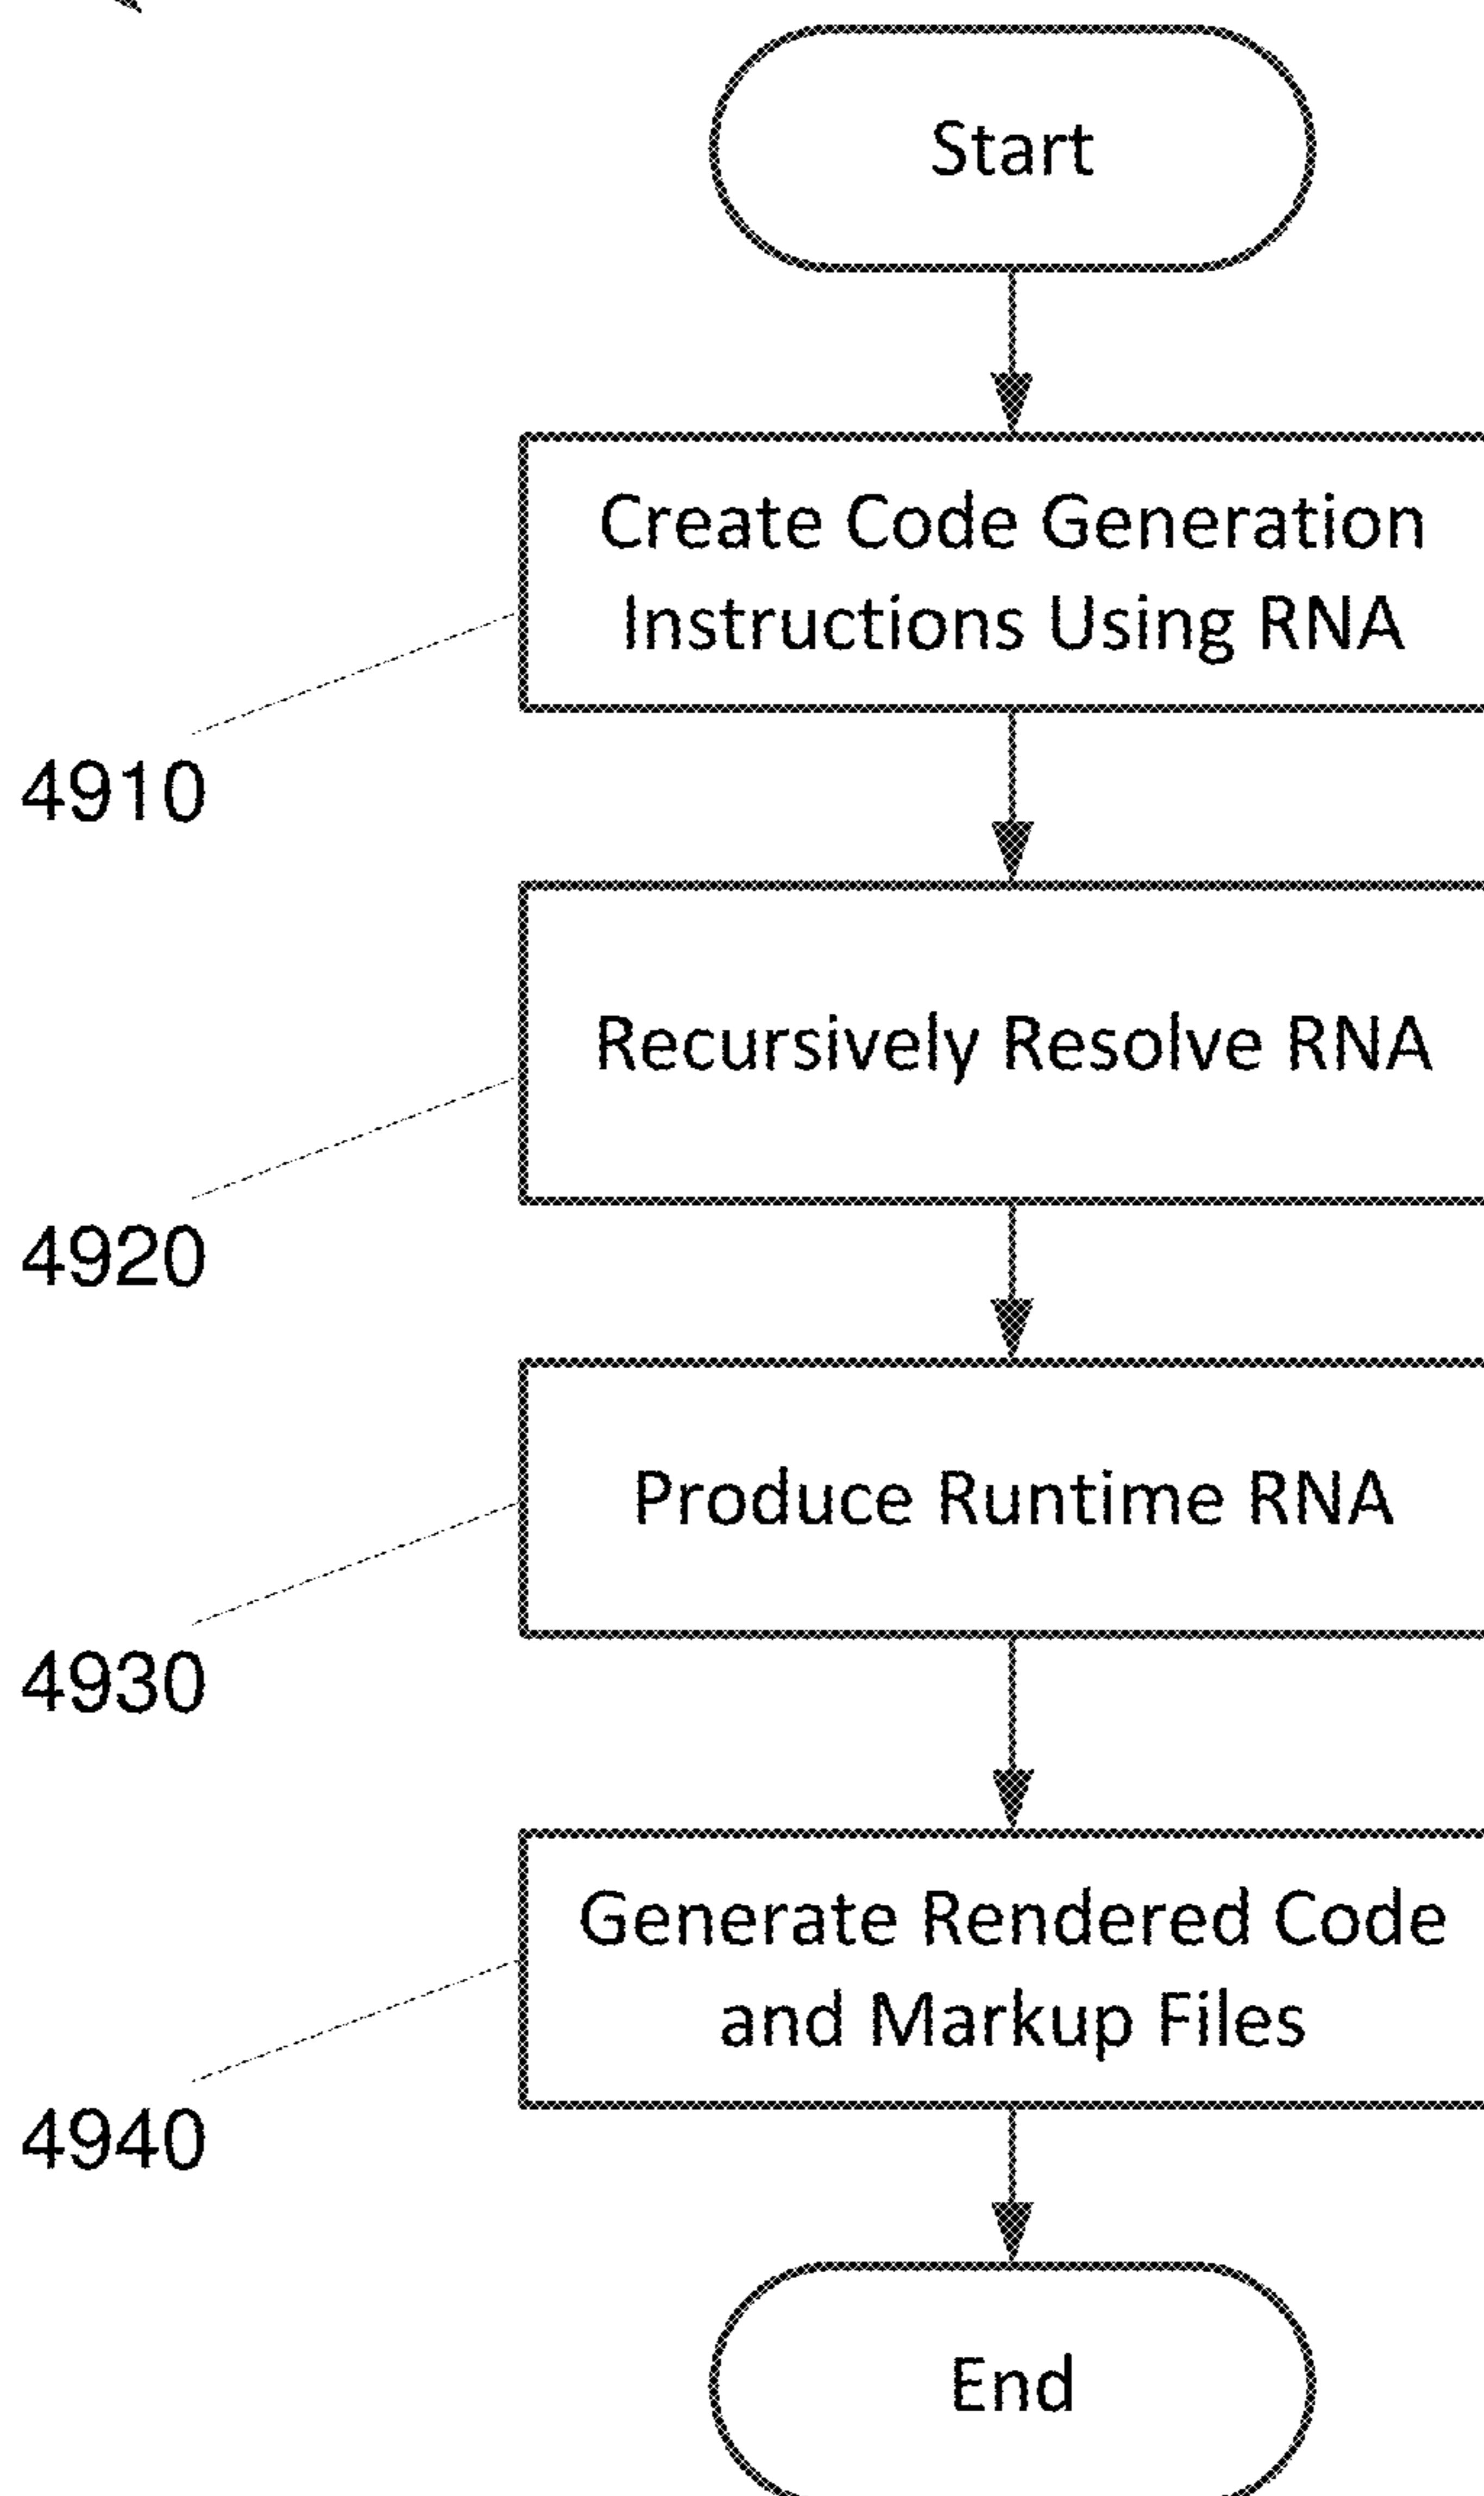 Start
Create Code Generation
Instructions Using RNA
4910
Recursively Resolve RNA
4920
Produce Runtime RNA
4930
Generate Rendered Code
and Markup Files
4940
End